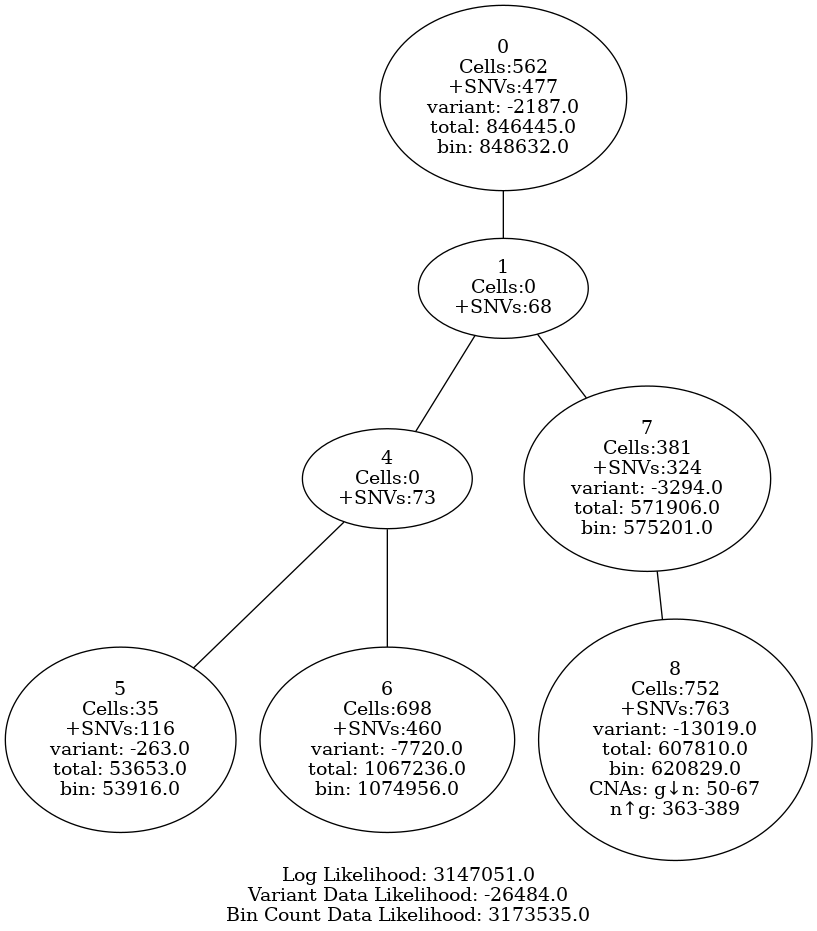 0
Cells:562
+SNVs:477
variant: -2187.0
total: 846445.0
bin: 848632.0
1
Cells:0
+SNVs:68
4
Cells:0
+SNVs:73
7
Cells:381
+SNVs:324
variant: -3294.0
total: 571906.0
bin: 575201.0
5
Cells:35
+SNVs:116
variant: -263.0
total: 53653.0
bin: 53916.0
6
Cells:698
+SNVs:460
variant: -7720.0
total: 1067236.0
bin: 1074956.0
8
Cells:752
+SNVs:763
variant: -13019.0
total: 607810.0
bin: 620829.0
CNAs: g↓n: 50-67
n↑g: 363-389
Log Likelihood: 3147051.0
Variant Data Likelihood: -26484.0
Bin Count Data Likelihood: 3173535.0